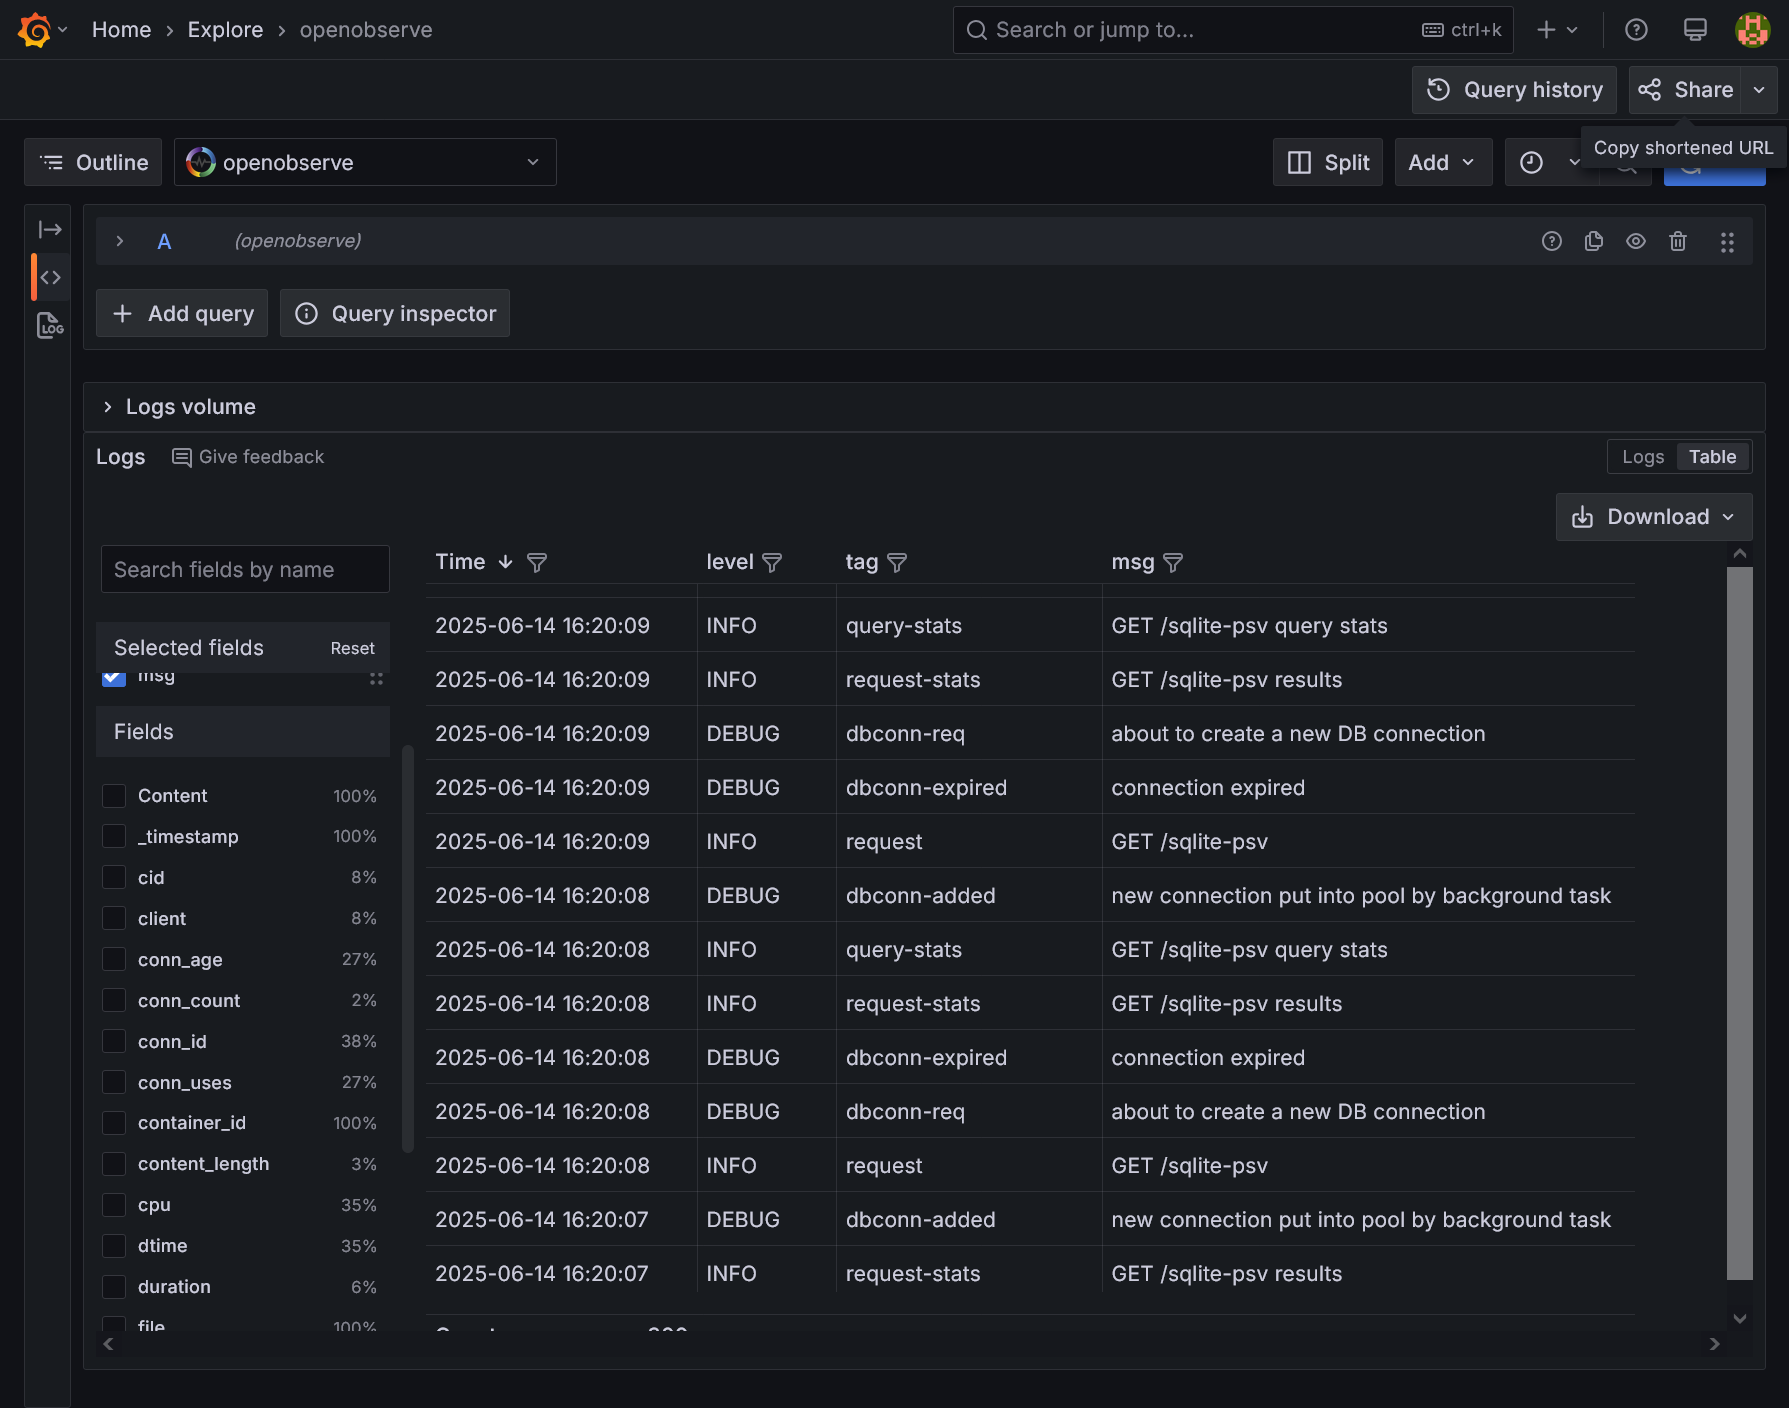 Home › Explore › openobserve
Search or jump to... ctrl+k
Query history Share
Copy shortened URL
Outline openobserve Split Add
A (openobserve)
Add query Query inspector
LOG
Logs volume
Logs Give feedback Logs Table
Download
Search fields by name
Selected fields Reset
msg
Fields
Content 100%
_timestamp 100%
cid 8%
client 8%
conn_age 27%
conn_count 2%
conn_id 38%
conn_uses 27%
container_id 100%
content_length 3%
cpu 35%
dtime 35%
duration 6%
file 100%
Time level tag msg
2025-06-14 16:20:09 INFO query-stats GET /sqlite-psv query stats
2025-06-14 16:20:09 INFO request-stats GET /sqlite-psv results
2025-06-14 16:20:09 DEBUG dbconn-req about to create a new DB connection
2025-06-14 16:20:09 DEBUG dbconn-expired connection expired
2025-06-14 16:20:09 INFO request GET /sqlite-psv
2025-06-14 16:20:08 DEBUG dbconn-added new connection put into pool by background task
2025-06-14 16:20:08 INFO query-stats GET /sqlite-psv query stats
2025-06-14 16:20:08 INFO request-stats GET /sqlite-psv results
2025-06-14 16:20:08 DEBUG dbconn-expired connection expired
2025-06-14 16:20:08 DEBUG dbconn-req about to create a new DB connection
2025-06-14 16:20:08 INFO request GET /sqlite-psv
2025-06-14 16:20:07 DEBUG dbconn-added new connection put into pool by background task
2025-06-14 16:20:07 INFO request-stats GET /sqlite-psv results